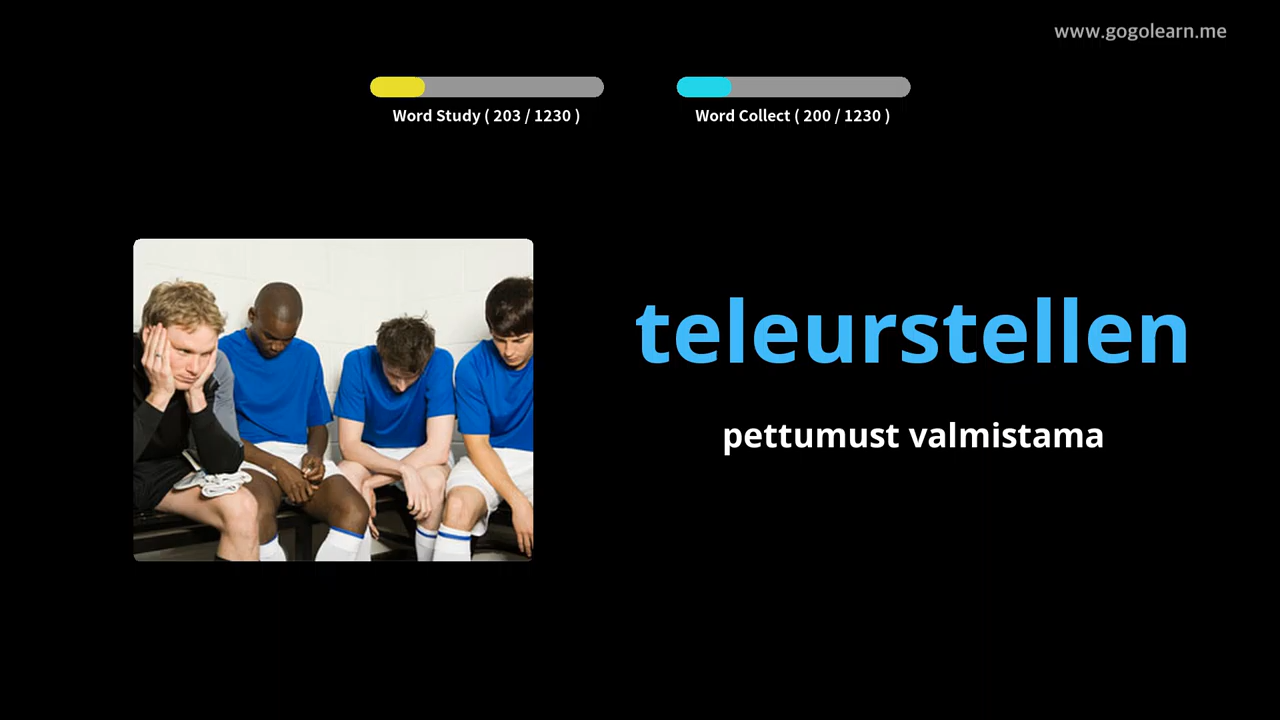 www.gogolearn.me
Word Study ( 203 / 1230 )
Word Collect ( 200 / 1230 )
teleurstellen
pettumust valmistama